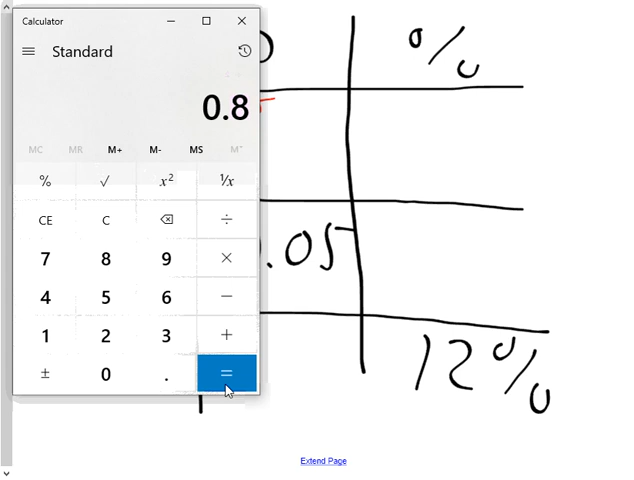 Calculator
Standard
D %
0.8
MC MR M+ M- MS M˅
% √ x² ¹/x
CE C ÷
7 8 9 ×
.05
4 5 6 −
1 2 3 +
12%
± 0 . =
Extend Page